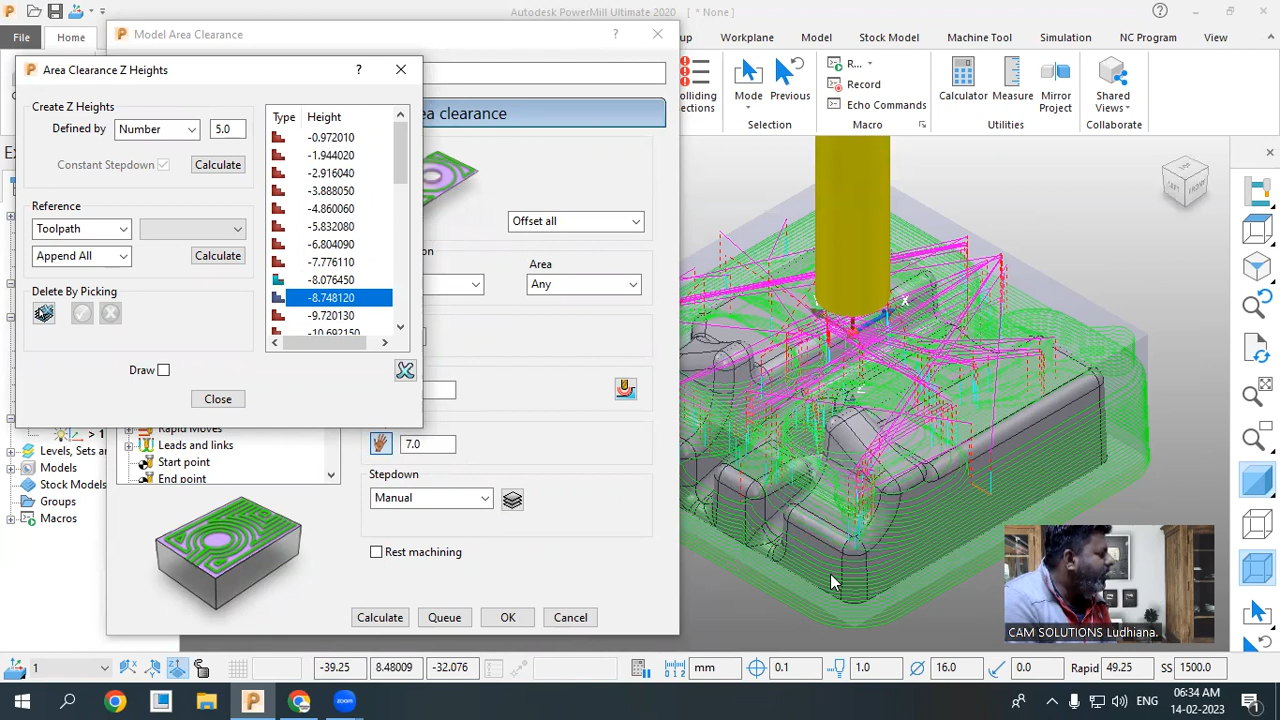 Autodesk PowerMill Ultimate 2020 [ * None ]
File
Home
Workplane
Model
Stock Model
Machine Tool
Simulation
NC Program
View
Model Area Clearance
Area Clearance Z Heights
Create Z Heights
Defined by
Number
5.0
Constant Stepdown
Calculate
Reference
Toolpath
Append All
Calculate
Delete By Picking
Draw
Close
Type
Height
-0.972010
-1.944020
-2.916040
-3.888050
-4.860060
-5.832080
-6.804090
-7.776110
-8.076450
-8.748120
-9.720130
-10.692150
ea clearance
Offset all
Area
Any
7.0
Stepdown
Manual
Rest machining
Calculate
Queue
OK
Cancel
Rapid Moves
Leads and links
Start point
End point
> 1
Levels, Sets a
Models
Stock Models
Groups
Macros
Mode
Previous
Selection
R...
Record
Echo Commands
Macro
Calculator
Measure
Mirror
Project
Utilities
Shared
Views
Collaborate
CAM SOLUTIONS Ludhiana.
1
-39.25
8.48009
-32.076
mm
0.1
1.0
16.0
0.0
Rapid
49.25
SS
1500.0
ENG
06:34 AM
14-02-2023